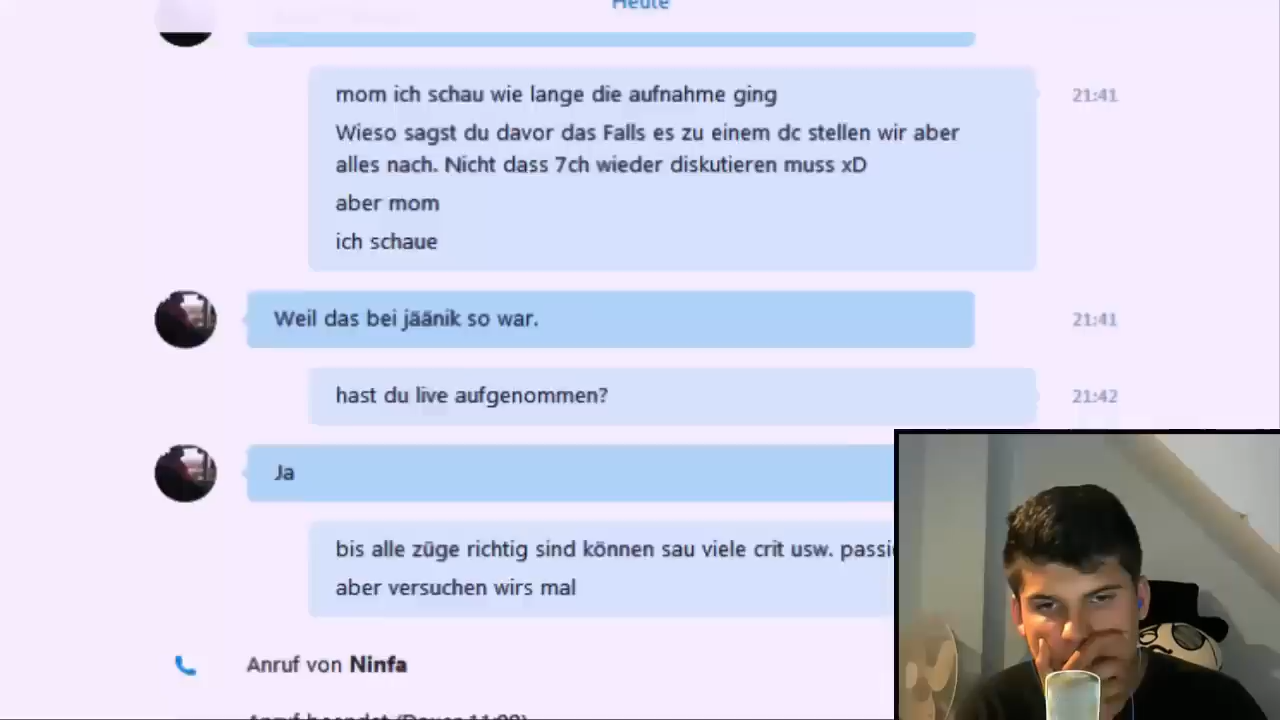 Heute
mom ich schau wie lange die aufnahme ging
21:41
Wieso sagst du davor das Falls es zu einem dc stellen wir aber
alles nach. Nicht dass 7ch wieder diskutieren muss xD
aber mom
ich schaue
Weil das bei jäänik so war.
21:41
hast du live aufgenommen?
21:42
Ja
bis alle züge richtig sind können sau viele crit usw.
aber versuchen wirs mal
Anruf von Ninfa
Anruf beendet (Dauer